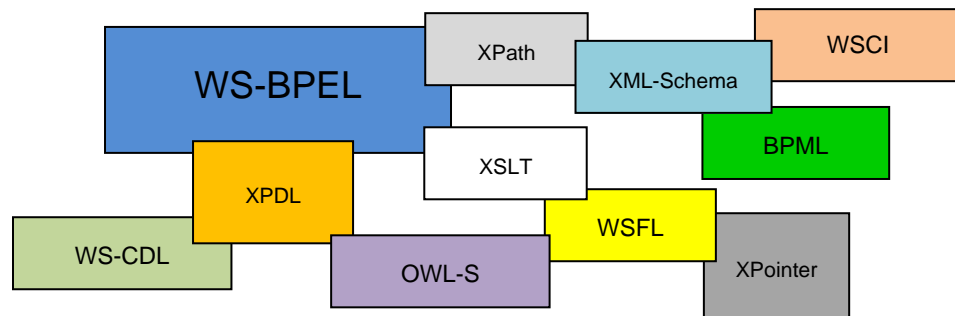 WSCI
XPath
XML-Schema
WS-BPEL
BPML
XSLT
XPDL
WSFL
WS-CDL
OWL-S
XPointer